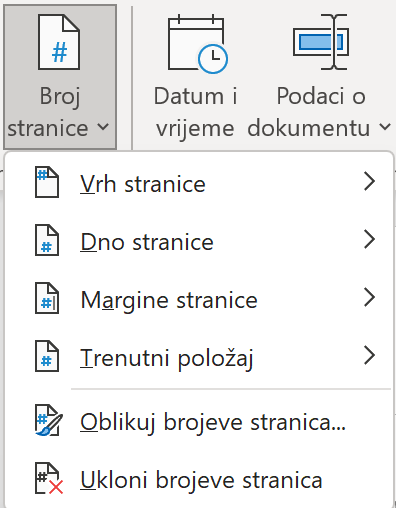 Broj
stranice
Datum i
vrijeme
Podaci o
dokumentu
Vrh stranice
Dno stranice
Margine stranice
Trenutni položaj
Oblikuj brojeve stranica...
Ukloni brojeve stranica